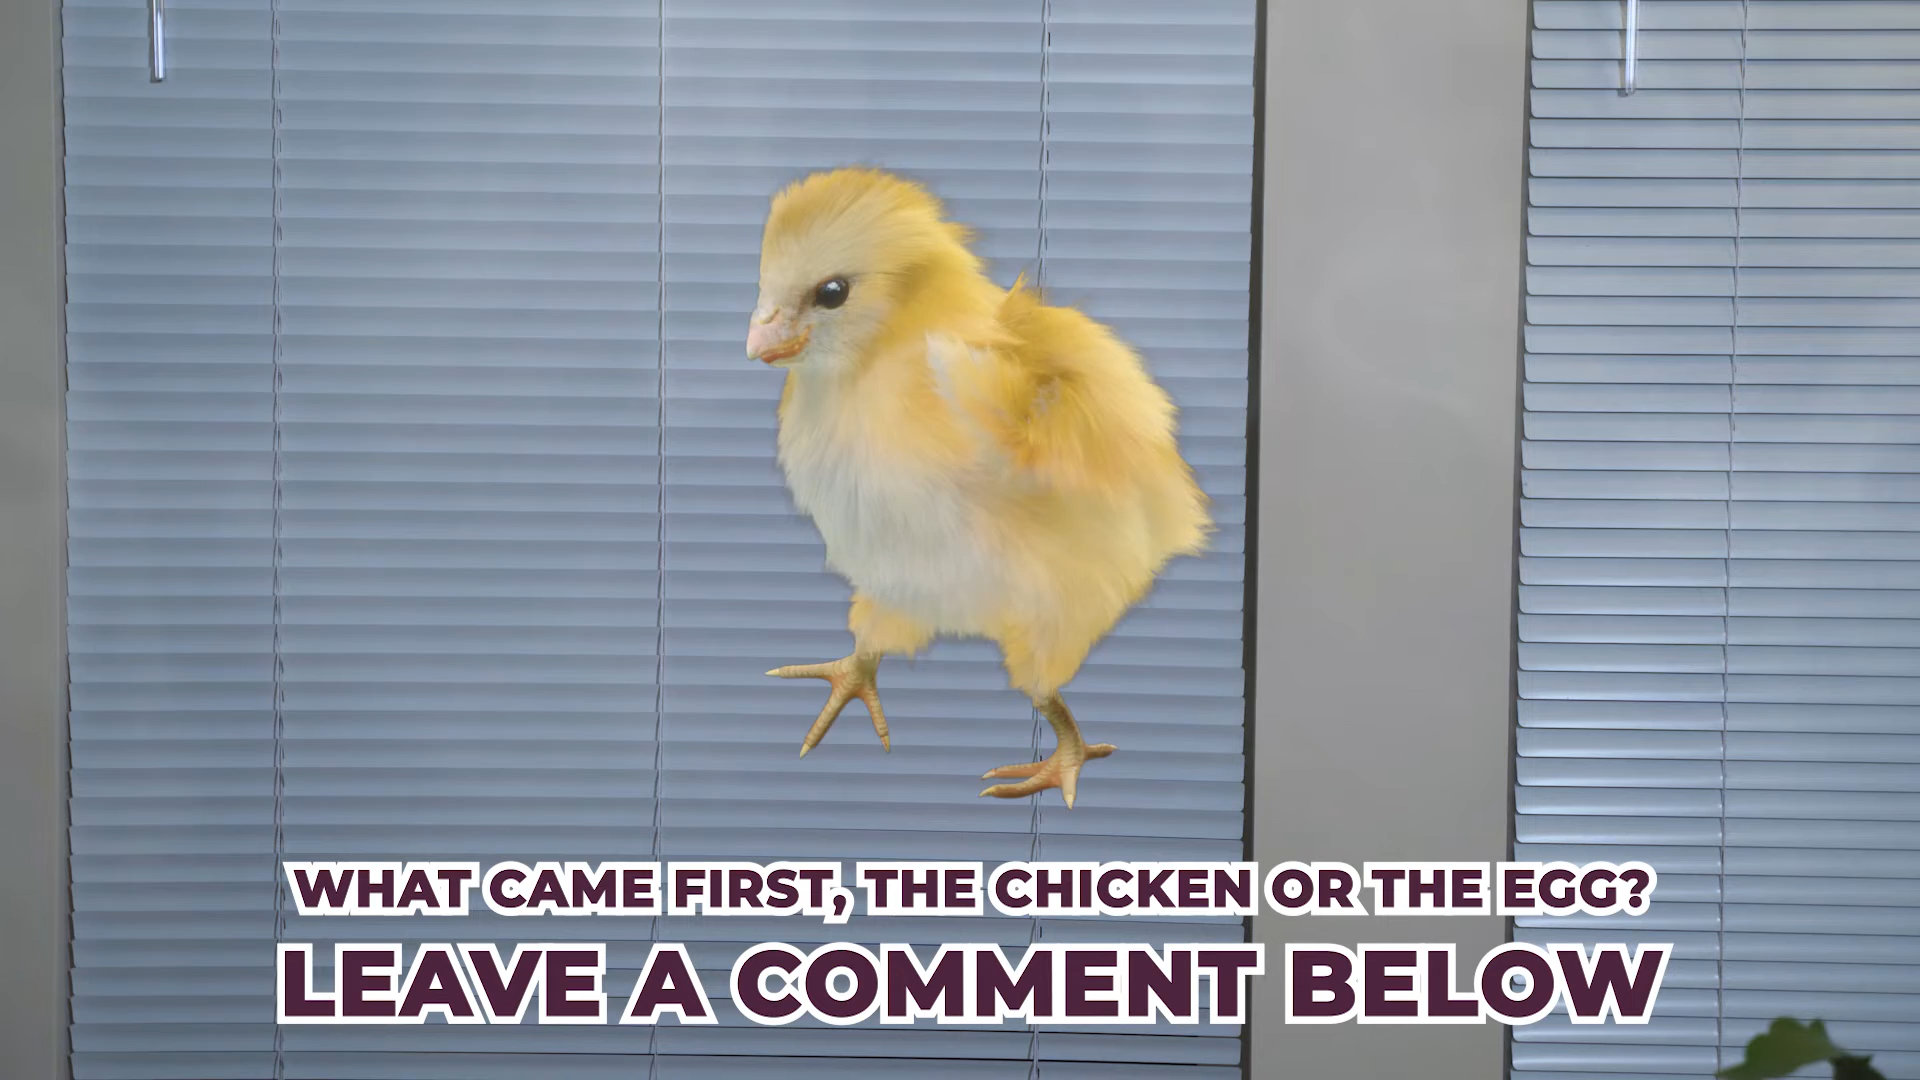 WHAT CAME FIRST, THE CHICKEN OR THE EGG?
LEAVE A COMMENT BELOW